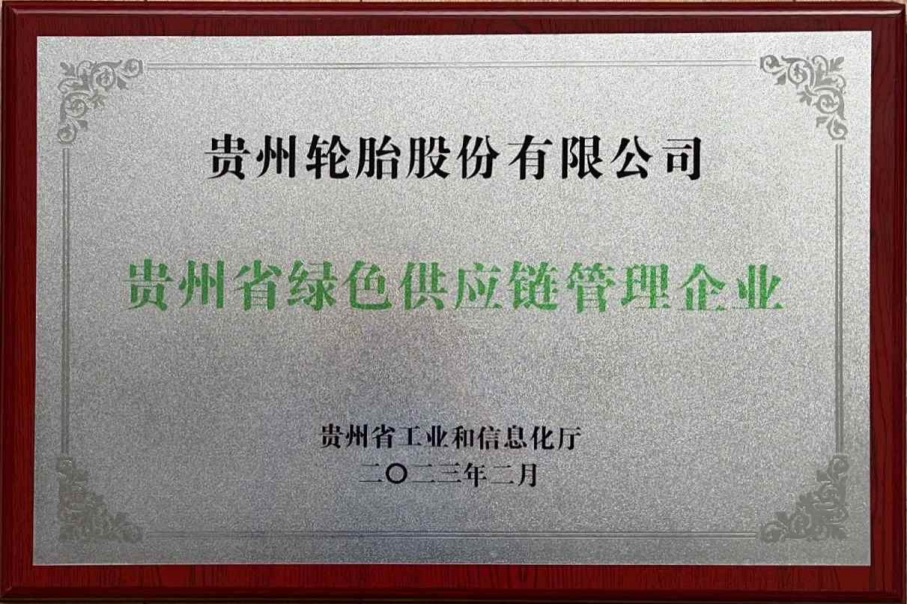 贵州轮胎股份有限公司
贵州省绿色供应链管理企业
贵州省工业和信息化厅
二〇二三年二月